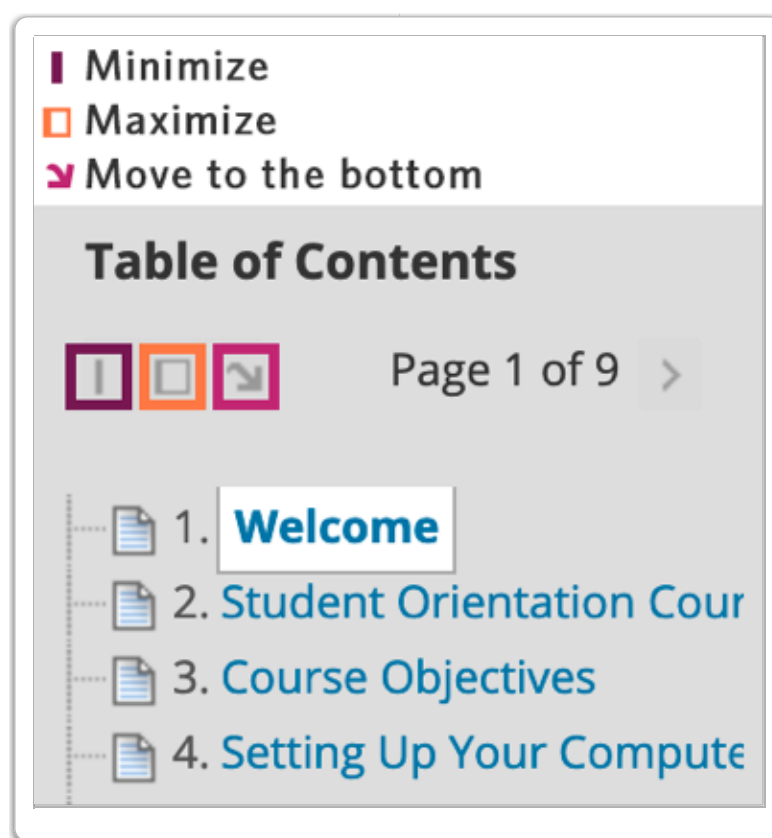 Minimize
Maximize
Move to the bottom
Table of Contents
Page 1 of 9 >
1. Welcome
2. Student Orientation Cour
3. Course Objectives
4. Setting Up Your Compute